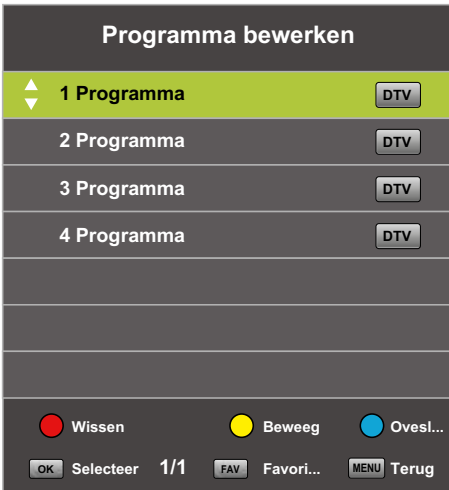 Programma bewerken
1 Programma DTV
2 Programma DTV
3 Programma DTV
4 Programma DTV
Wissen Beweeg Ovesl...
OK Selecteer 1/1 FAV Favori... MENU Terug